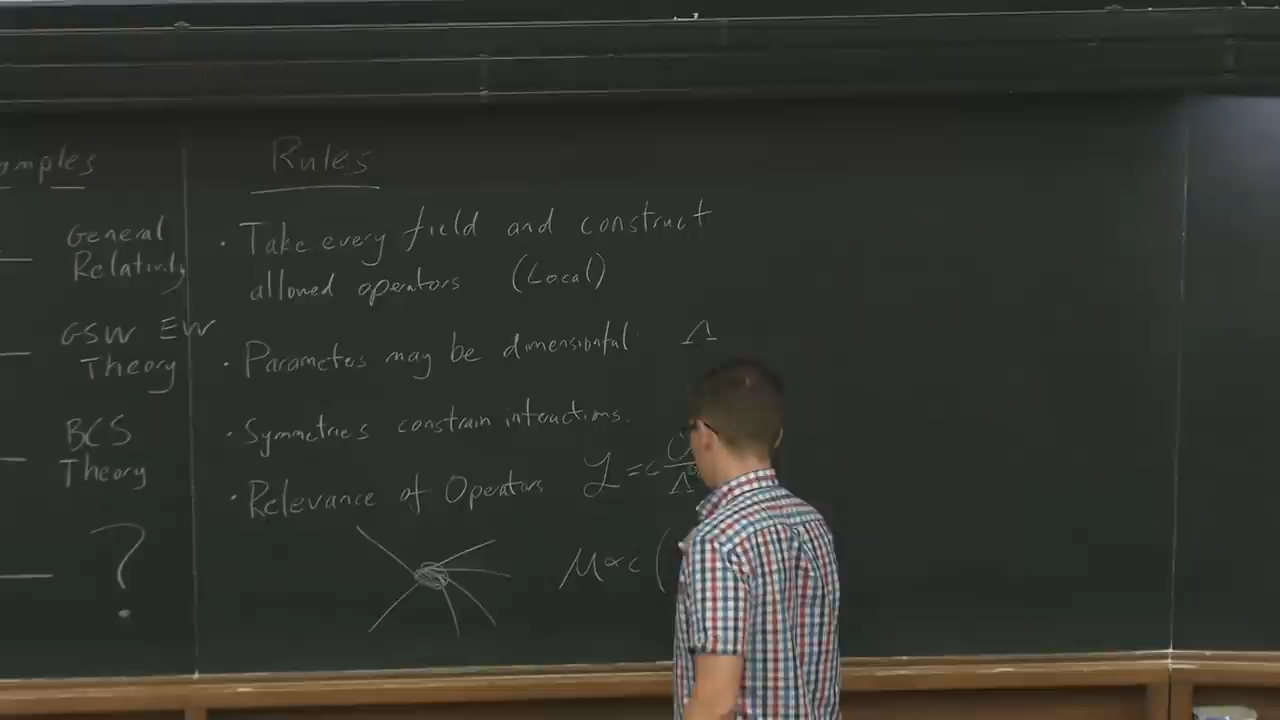 amples
General
Relativity
GSW EW
Theory
BCS
Theory
?
Rules
· Take every field and construct
allowed operators (Local)
· Parameters may be dimensionful Λ
· Symmetries constrain interactions.
· Relevance of Operators ℒ = c
M ∝ c (